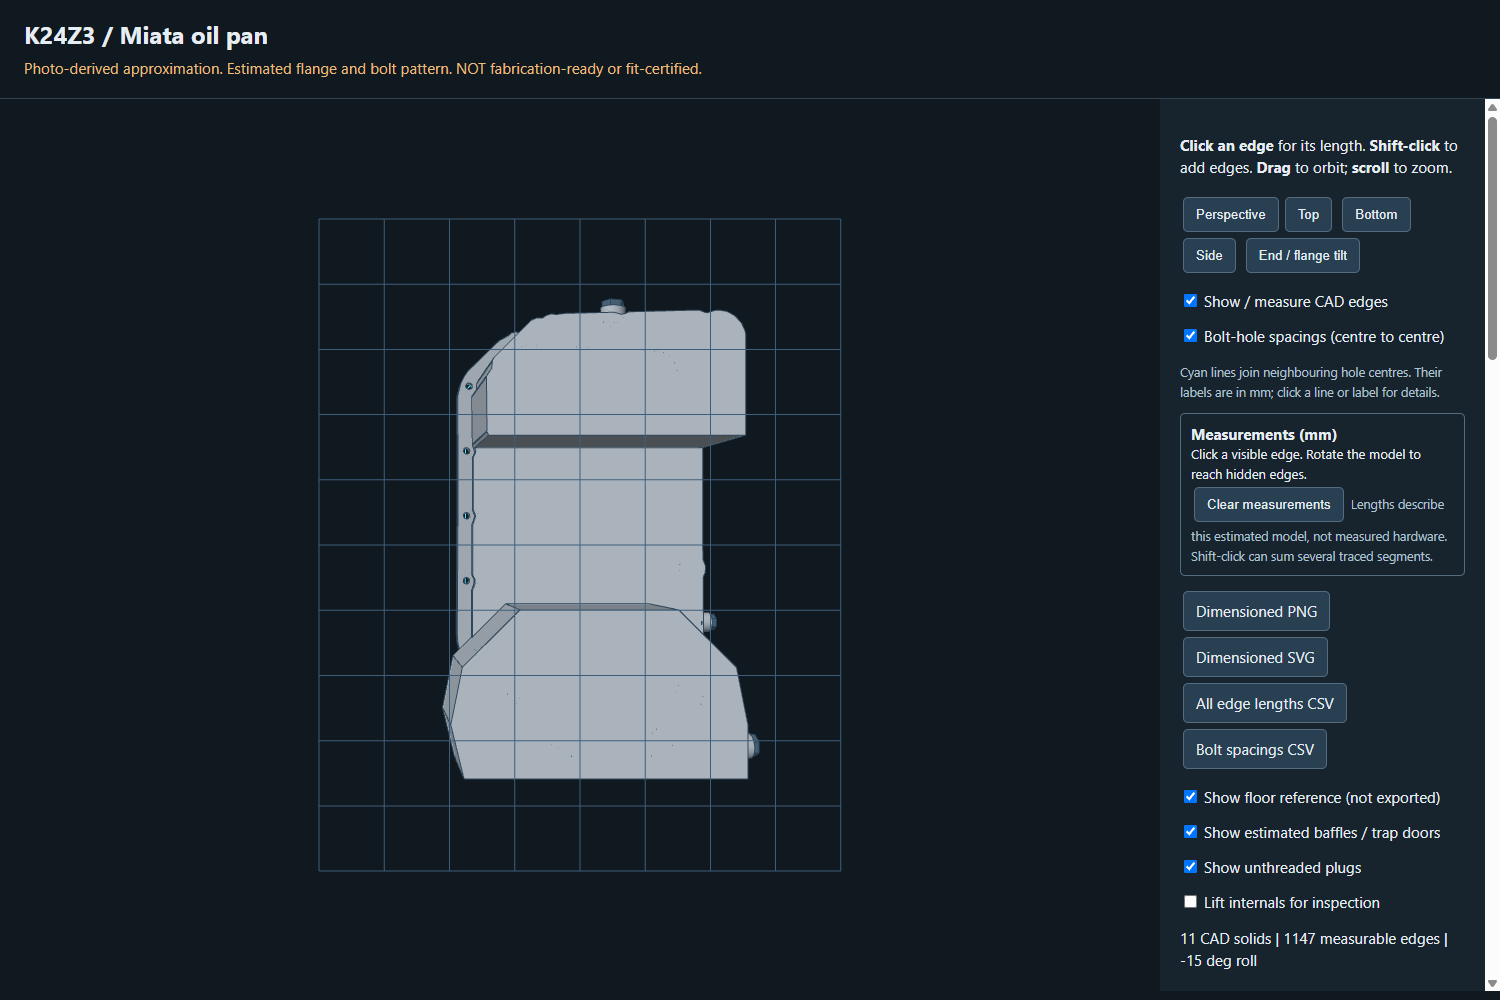 K24Z3 / Miata oil pan
Photo-derived approximation. Estimated flange and bolt pattern. NOT fabrication-ready or fit-certified.
Click an edge for its length. Shift-click to
add edges. Drag to orbit; scroll to zoom.
Perspective Top Bottom
Side End / flange tilt
Show / measure CAD edges
Bolt-hole spacings (centre to centre)
Cyan lines join neighbouring hole centres. Their
labels are in mm; click a line or label for details.
Measurements (mm)
Click a visible edge. Rotate the model to
reach hidden edges.
Clear measurements Lengths describe
this estimated model, not measured hardware.
Shift-click can sum several traced segments.
Dimensioned PNG
Dimensioned SVG
All edge lengths CSV
Bolt spacings CSV
Show floor reference (not exported)
Show estimated baffles / trap doors
Show unthreaded plugs
Lift internals for inspection
11 CAD solids | 1147 measurable edges |
-15 deg roll